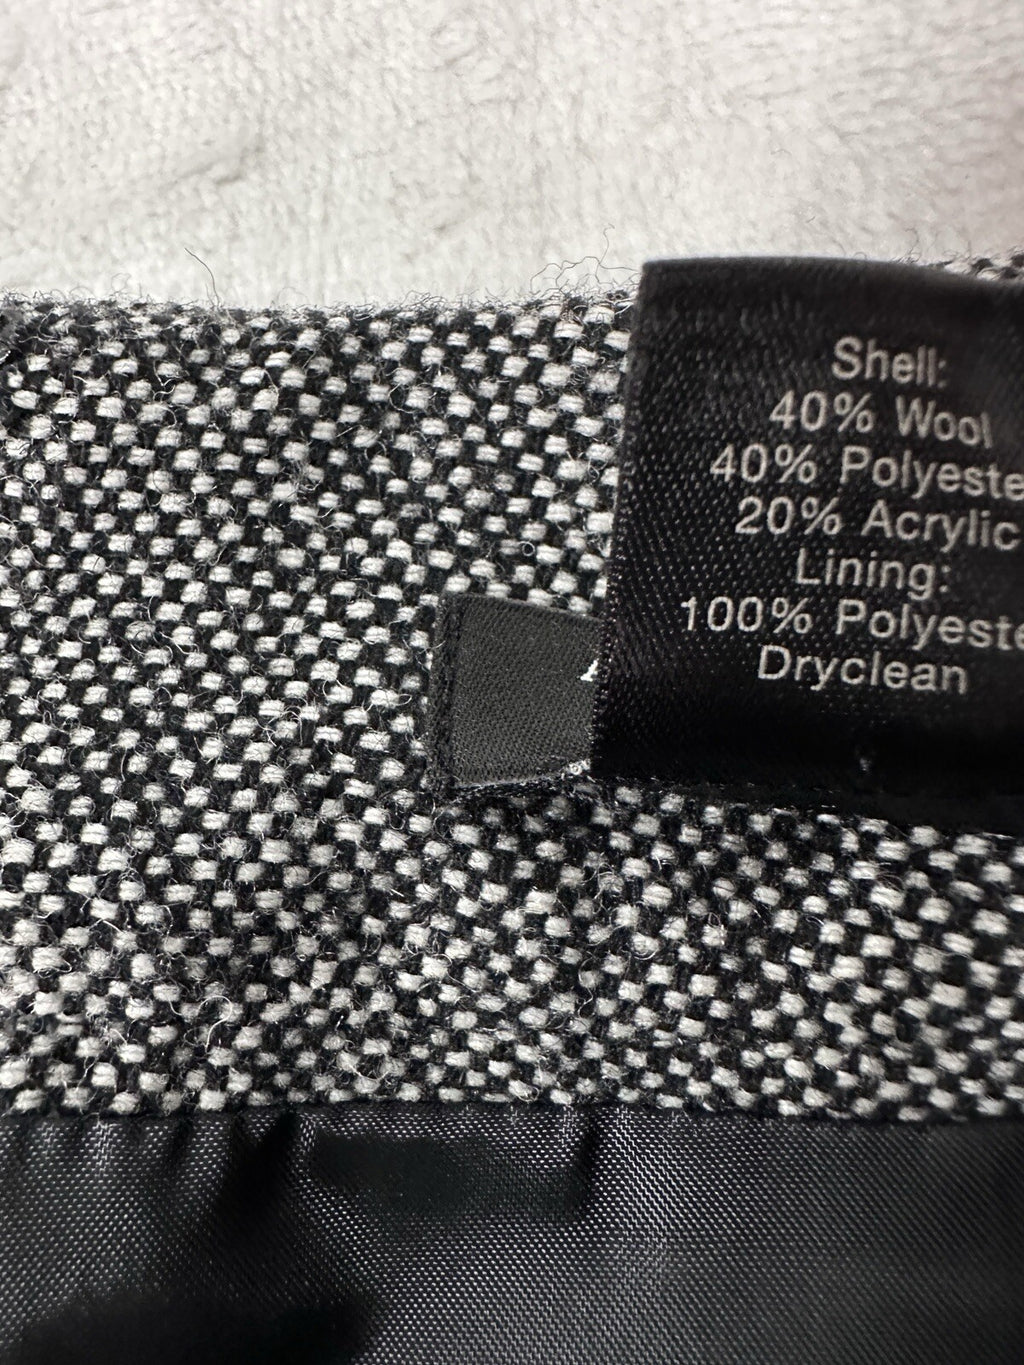 Shell:
40% Wool
40% Polyeste
20% Acrylic
Lining:
100% Polyeste
Dryclean